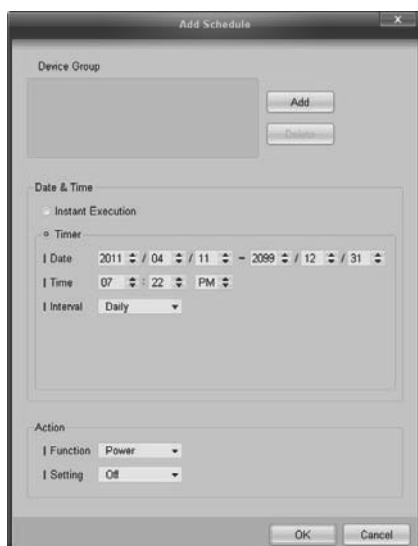 Add Schedule x
Device Group
Add
Delete
Date & Time
Instant Execution
Timer
Date 2011 / 04 / 11 ~ 2099 / 12 / 31
Time 07 : 22 PM
Interval Daily
Action
Function Power
Setting Off
OK Cancel